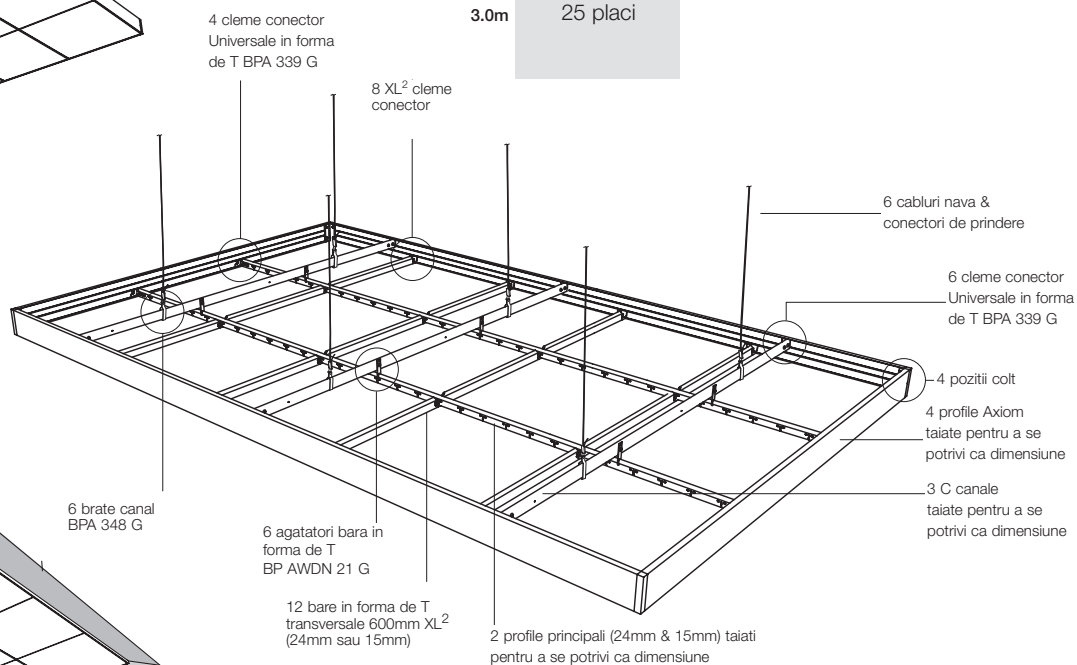 3.0m
25 placi
4 cleme conector
Universale in forma
de T BPA 339 G
8 XL² cleme
conector
6 cabluri nava &
conectori de prindere
6 cleme conector
Universale in forma
de T BPA 339 G
4 pozitii colt
4 profile Axiom
taiate pentru a se
potrivi ca dimensiune
3 C canale
taiate pentru a se
potrivi ca dimensiune
6 brate canal
BPA 348 G
6 agatatori bara in
forma de T
BP AWDN 21 G
12 bare in forma de T
transversale 600mm XL²
(24mm sau 15mm)
2 profile principali (24mm & 15mm) taiati
pentru a se potrivi ca dimensiune